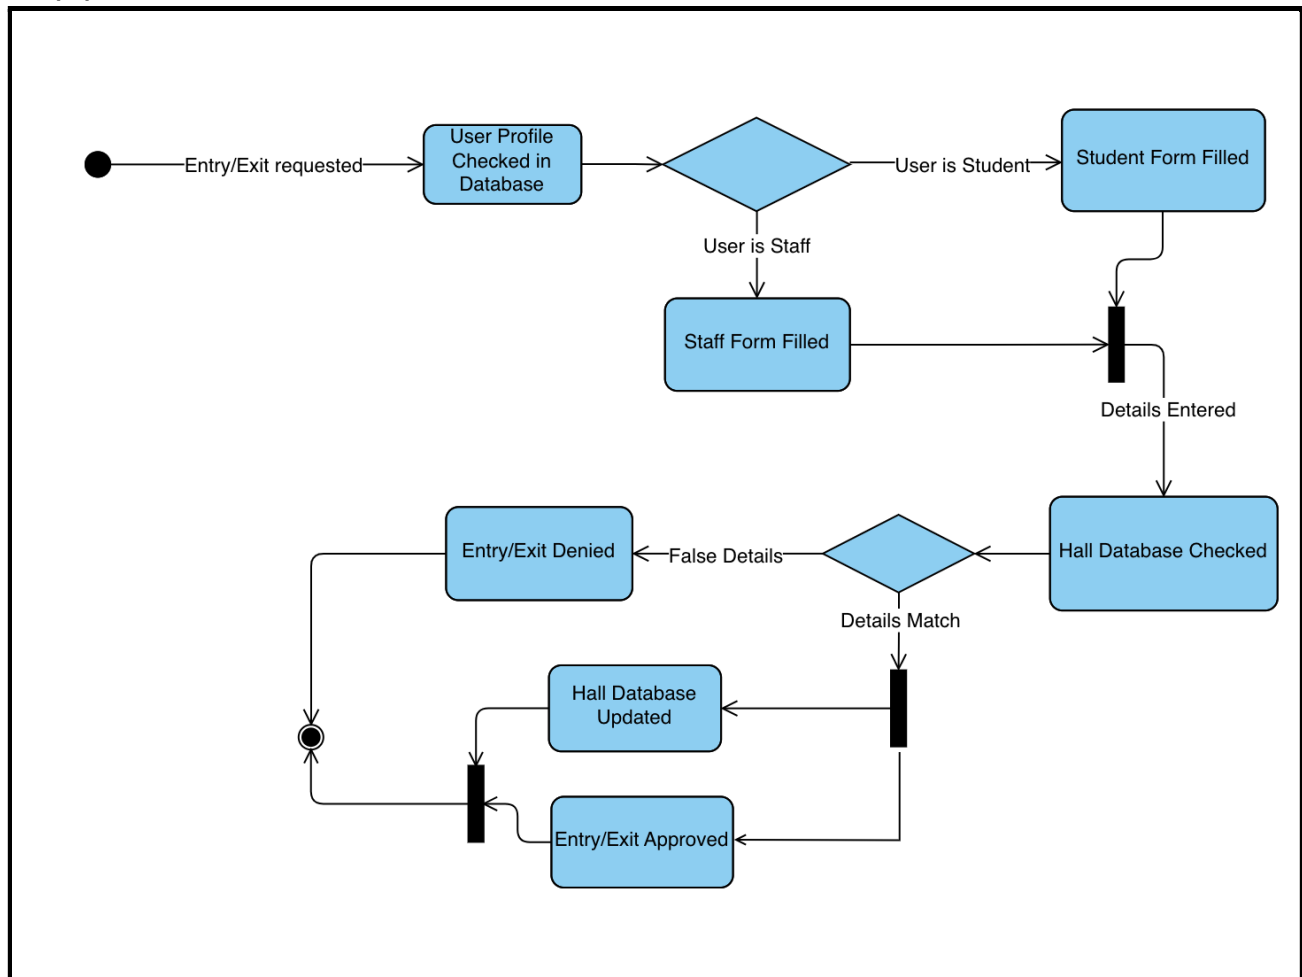 Entry/Exit requested
User Profile
Checked in
Database
User is Student
Student Form Filled
User is Staff
Staff Form Filled
Details Entered
Hall Database Checked
False Details
Entry/Exit Denied
Details Match
Hall Database
Updated
Entry/Exit Approved